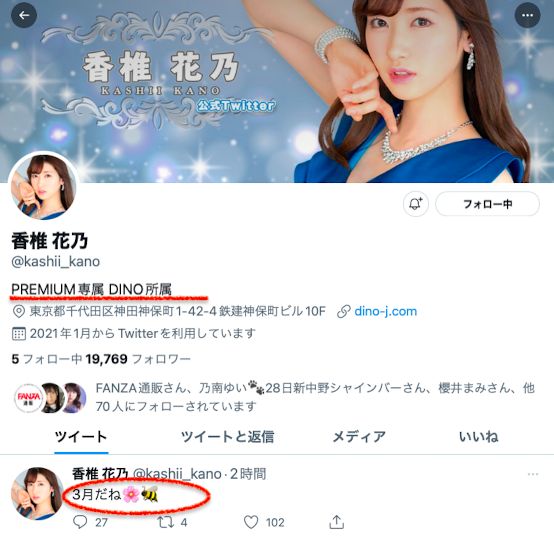 香椎 花乃
KASHII KANO
公式Twitter
フォロー中
香椎 花乃
@kashii_kano
PREMIUM専属 DINO所属
東京都千代田区神田神保町1-42-4鉄建神保町ビル10F dino-j.com
2021年1月からTwitterを利用しています
5 フォロー中 19,769 フォロワー
FANZA 通販
FANZA通販さん、乃南ゆい🐾28日新中野シャインバーさん、櫻井まみさん、他
70人にフォローされています
ツイート ツイートと返信 メディア いいね
香椎 花乃 @kashii_kano · 2時間
3月だね🌸🐝
27 4 102